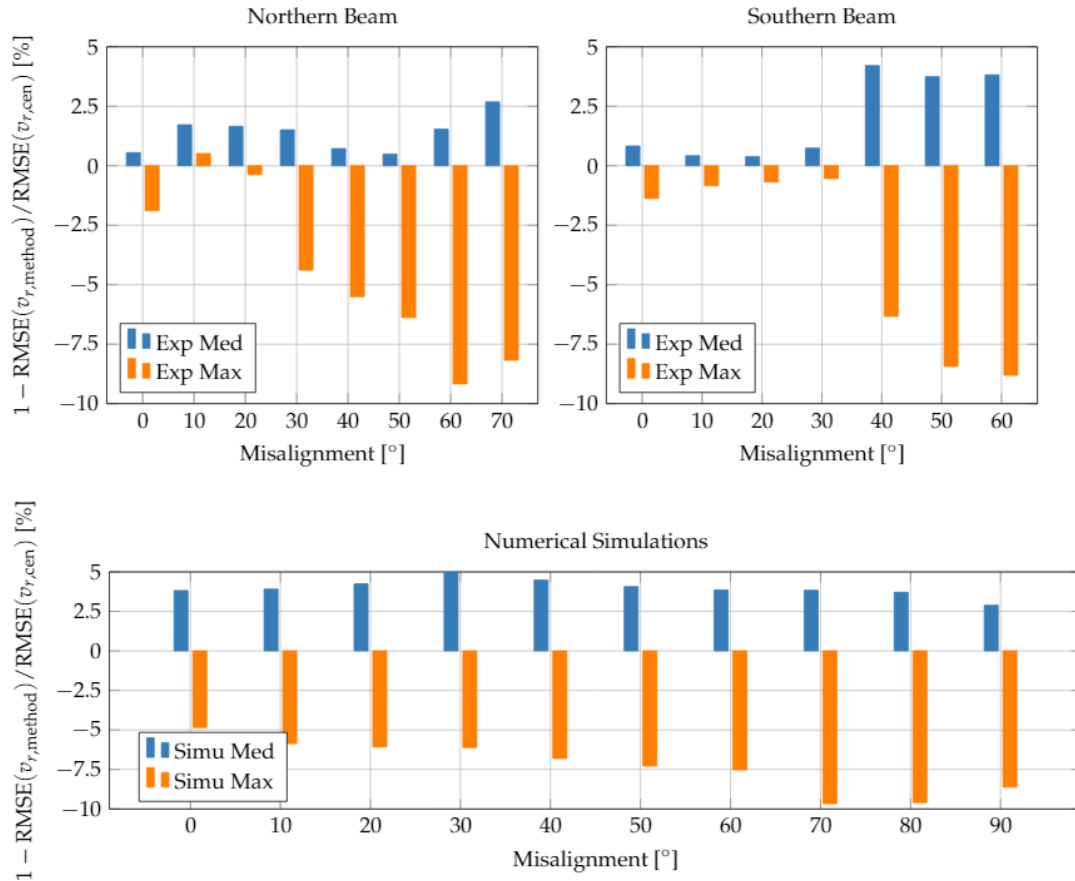 Northern Beam
Southern Beam
1 − RMSE(v_{r,method})/RMSE(v_{r,cen}) [%]
5
2.5
0
−2.5
−5
−7.5
−10
Exp Med
Exp Max
0 10 20 30 40 50 60 70
Misalignment [°]
5
2.5
0
−2.5
−5
−7.5
−10
Exp Med
Exp Max
0 10 20 30 40 50 60
Misalignment [°]
Numerical Simulations
1 − RMSE(v_{r,method})/RMSE(v_{r,cen}) [%]
5
2.5
0
−2.5
−5
−7.5
−10
Simu Med
Simu Max
0 10 20 30 40 50 60 70 80 90
Misalignment [°]